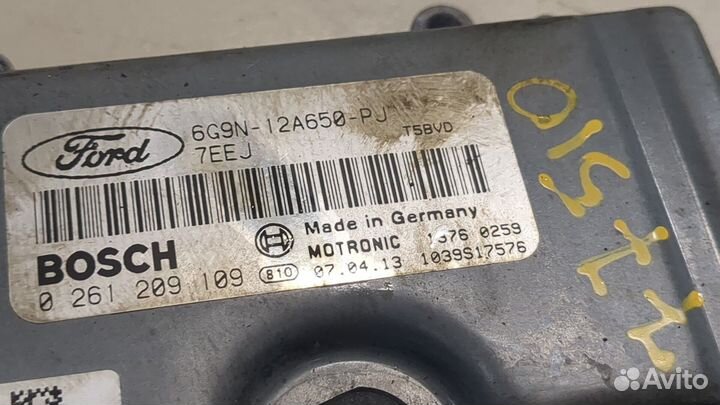 Ford
6G9N-12A650-PJ
7EEJ
T5BVD
BOSCH
Made in Germany
MOTRONIC
1376 0259
0 261 209 109
810
07.04.13
1039S17576
Avito